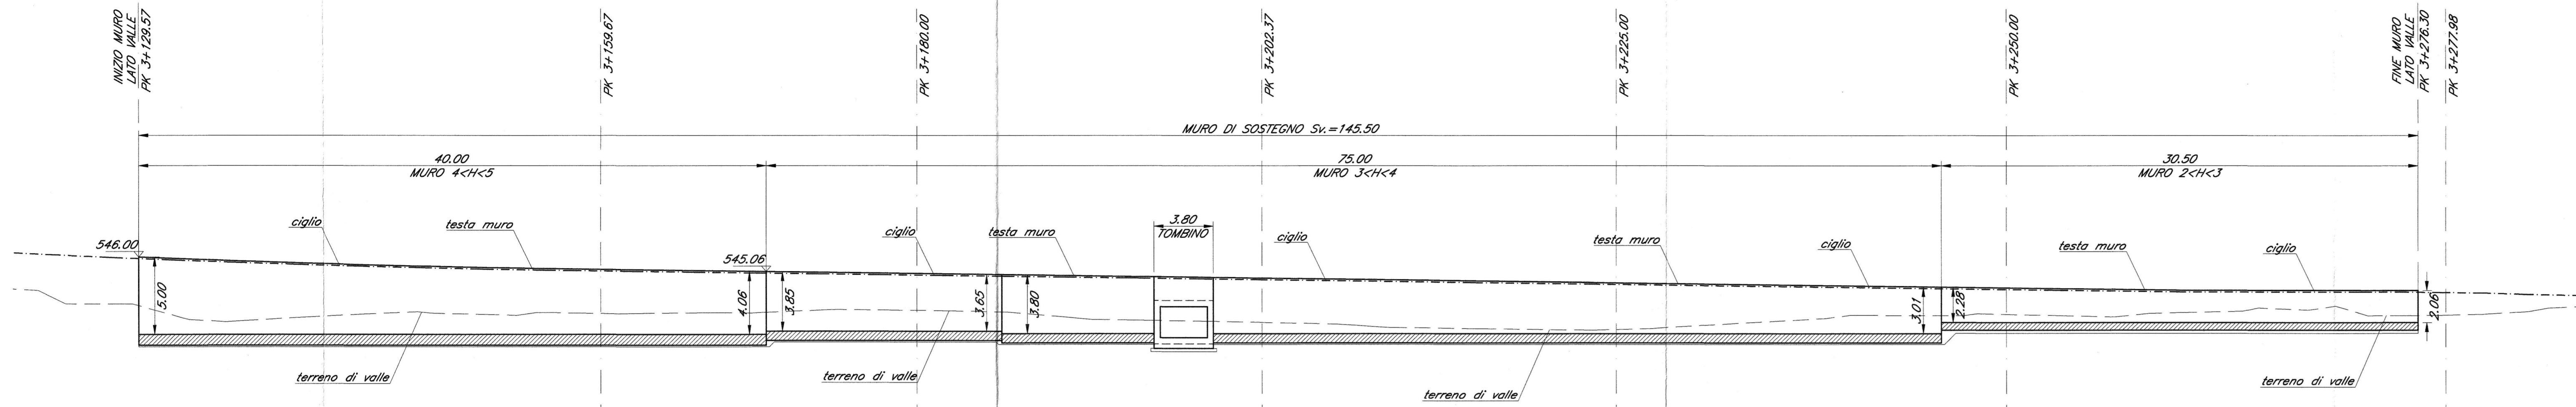 INIZIO MURO
LATO VALLE
PK 3+129.57
PK 3+159.67
PK 3+180.00
PK 3+202.37
PK 3+225.00
PK 3+250.00
FINE MURO
LATO VALLE
PK 3+276.30
PK 3+277.98
MURO DI SOSTEGNO Sv.=145.50
40.00
MURO 4<H<5
75.00
MURO 3<H<4
30.50
MURO 2<H<3
546.00
ciglio
testa muro
545.06
ciglio
testa muro
3.80
TOMBINO
ciglio
testa muro
ciglio
testa muro
ciglio
5.00
4.06
3.85
3.65
3.80
3.01
2.28
2.06
terreno di valle
terreno di valle
terreno di valle
terreno di valle